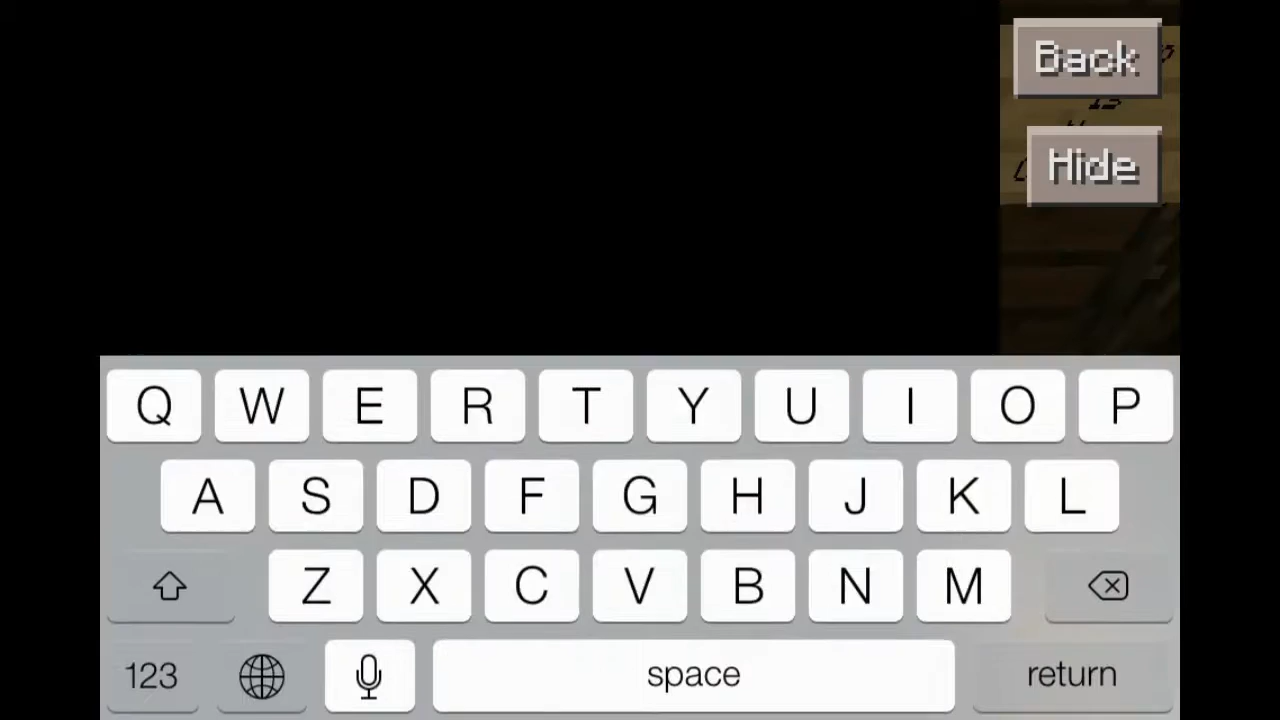 Back
Hide
Q W E R T Y U I O P
A S D F G H J K L
Z X C V B N M
123 space return